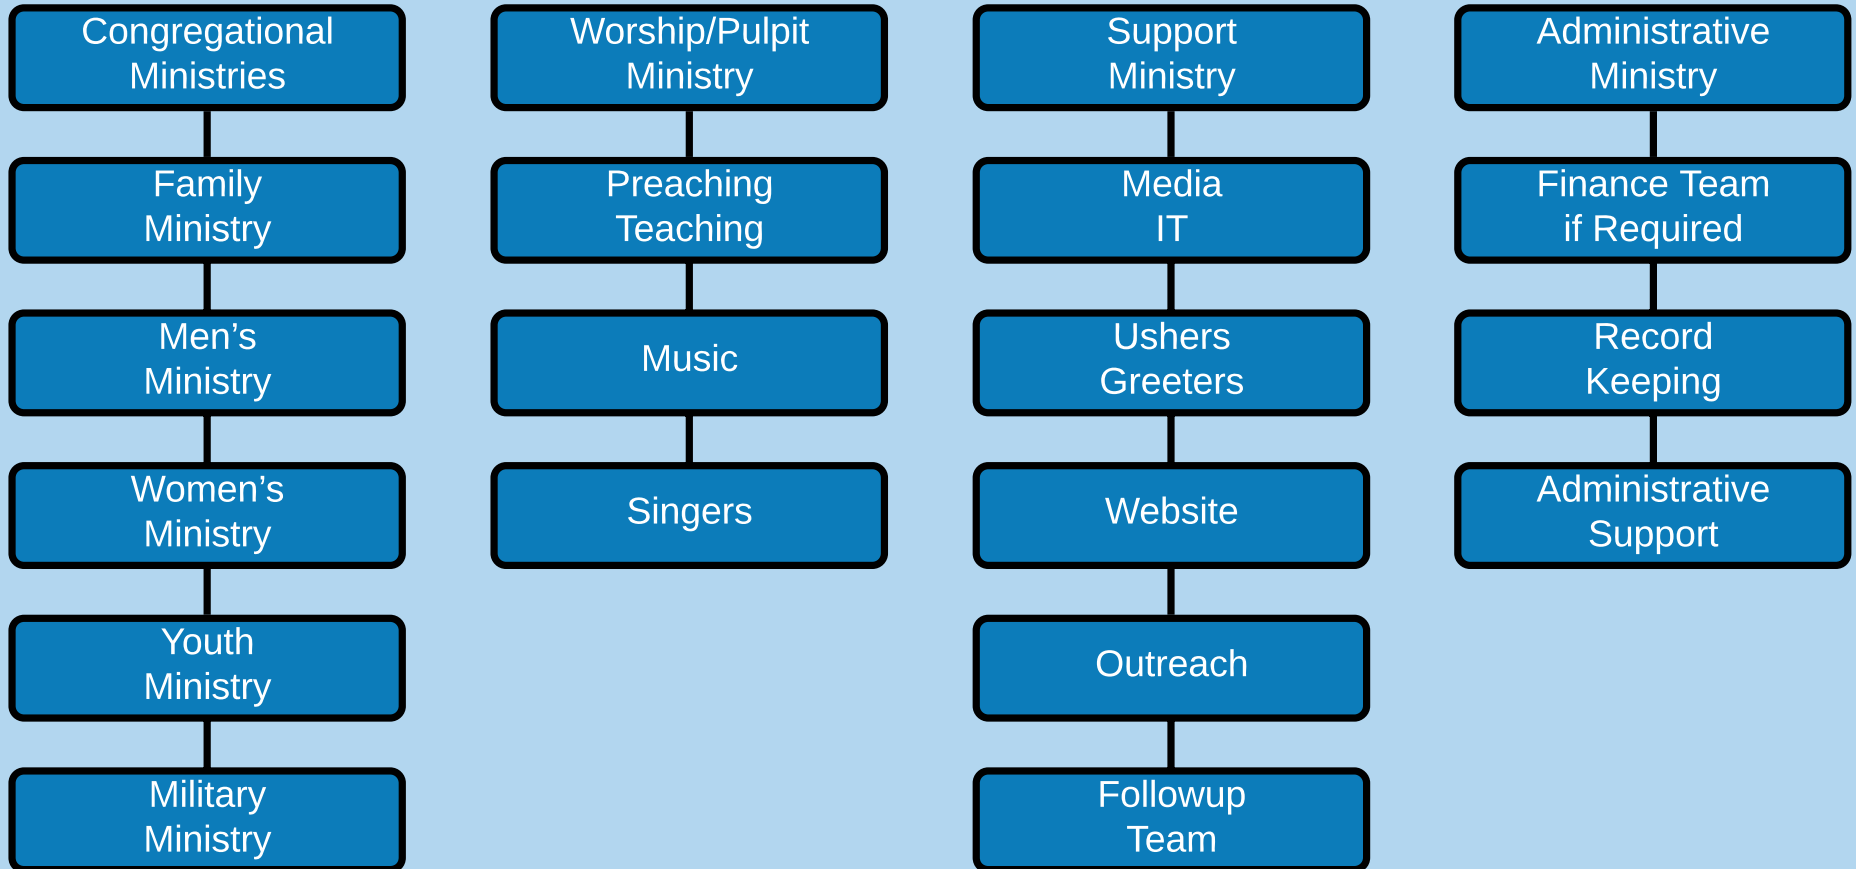 Congregational
Ministries
Family
Ministry
Men’s
Ministry
Women’s
Ministry
Youth
Ministry
Military
Ministry
Worship/Pulpit
Ministry
Preaching
Teaching
Music
Singers
Support
Ministry
Media
IT
Ushers
Greeters
Website
Outreach
Followup
Team
Administrative
Ministry
Finance Team
if Required
Record
Keeping
Administrative
Support